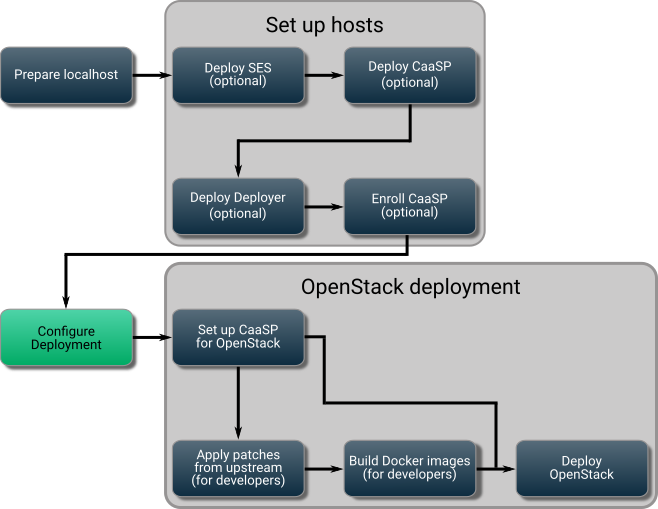 Set up hosts
Prepare localhost
Deploy SES
(optional)
Deploy CaaSP
(optional)
Deploy Deployer
(optional)
Enroll CaaSP
(optional)
OpenStack deployment
Configure
Deployment
Set up CaaSP
for OpenStack
Apply patches
from upstream
(for developers)
Build Docker images
(for developers)
Deploy
OpenStack